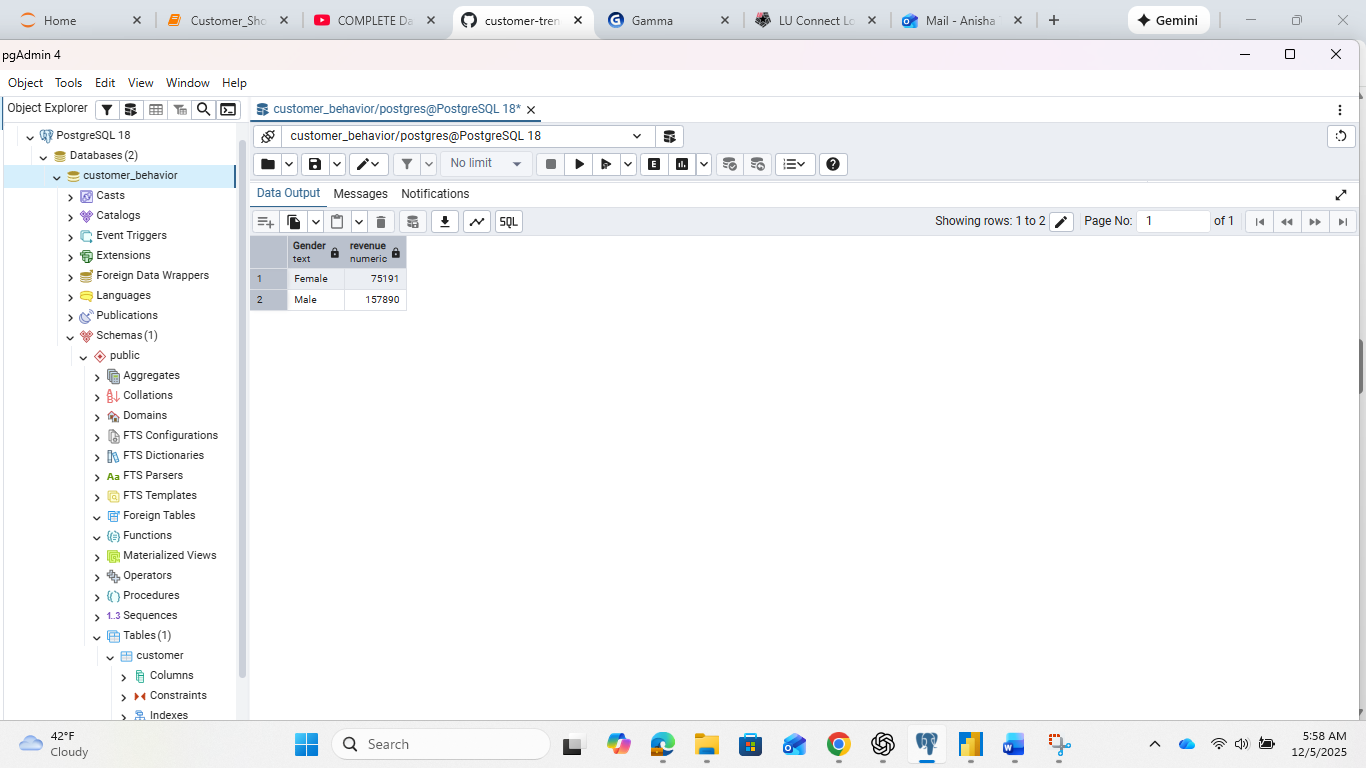 Home
Customer_Sho
COMPLETE Da
customer-tren
Gamma
LU Connect Lo
Mail - Anisha
Gemini
pgAdmin 4
Object Tools Edit View Window Help
Object Explorer
customer_behavior/postgres@PostgreSQL 18*
PostgreSQL 18
Databases (2)
customer_behavior
Casts
Catalogs
Event Triggers
Extensions
Foreign Data Wrappers
Languages
Publications
Schemas (1)
public
Aggregates
Collations
Domains
FTS Configurations
FTS Dictionaries
FTS Parsers
FTS Templates
Foreign Tables
Functions
Materialized Views
Operators
Procedures
1..3 Sequences
Tables (1)
customer
Columns
Constraints
Indexes
customer_behavior/postgres@PostgreSQL 18
No limit
E
Data Output Messages Notifications
SQL
Showing rows: 1 to 2
Page No: 1 of 1
Gender text
revenue numeric
1 Female 75191
2 Male 157890
42°F
Cloudy
Search
5:58 AM
12/5/2025